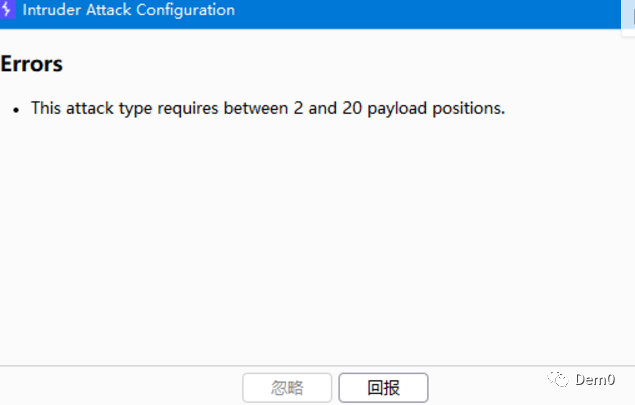 Intruder Attack Configuration
Errors
• This attack type requires between 2 and 20 payload positions.
忽略 回报
Dem0